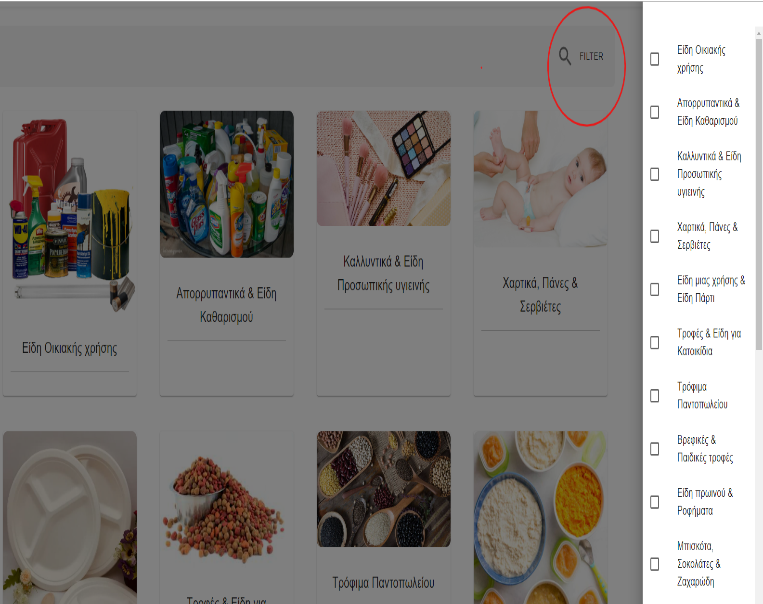 FILTER
Είδη Οικιακής χρήσης
Απορρυπαντικά & Είδη
Καθαρισμού
Καλλυντικά & Είδη
Προσωπικής υγιεινής
Χαρτικά, Πάνες &
Σερβιέτες
Τροφές & Είδη για
Τρόφιμα Παντοπωλείου
Είδη Οικιακής
χρήσης
Απορρυπαντικά &
Είδη Καθαρισμού
Καλλυντικά & Είδη
Προσωπικής
υγιεινής
Χαρτικά, Πάνες &
Σερβιέτες
Είδη μιας χρήσης &
Είδη Πάρτι
Τροφές & Είδη για
Κατοικίδια
Τρόφιμα
Παντοπωλείου
Βρεφικές &
Παιδικές τροφές
Είδη πρωινού &
Ροφήματα
Μπισκότα,
Σοκολάτες &
Ζαχαρώδη